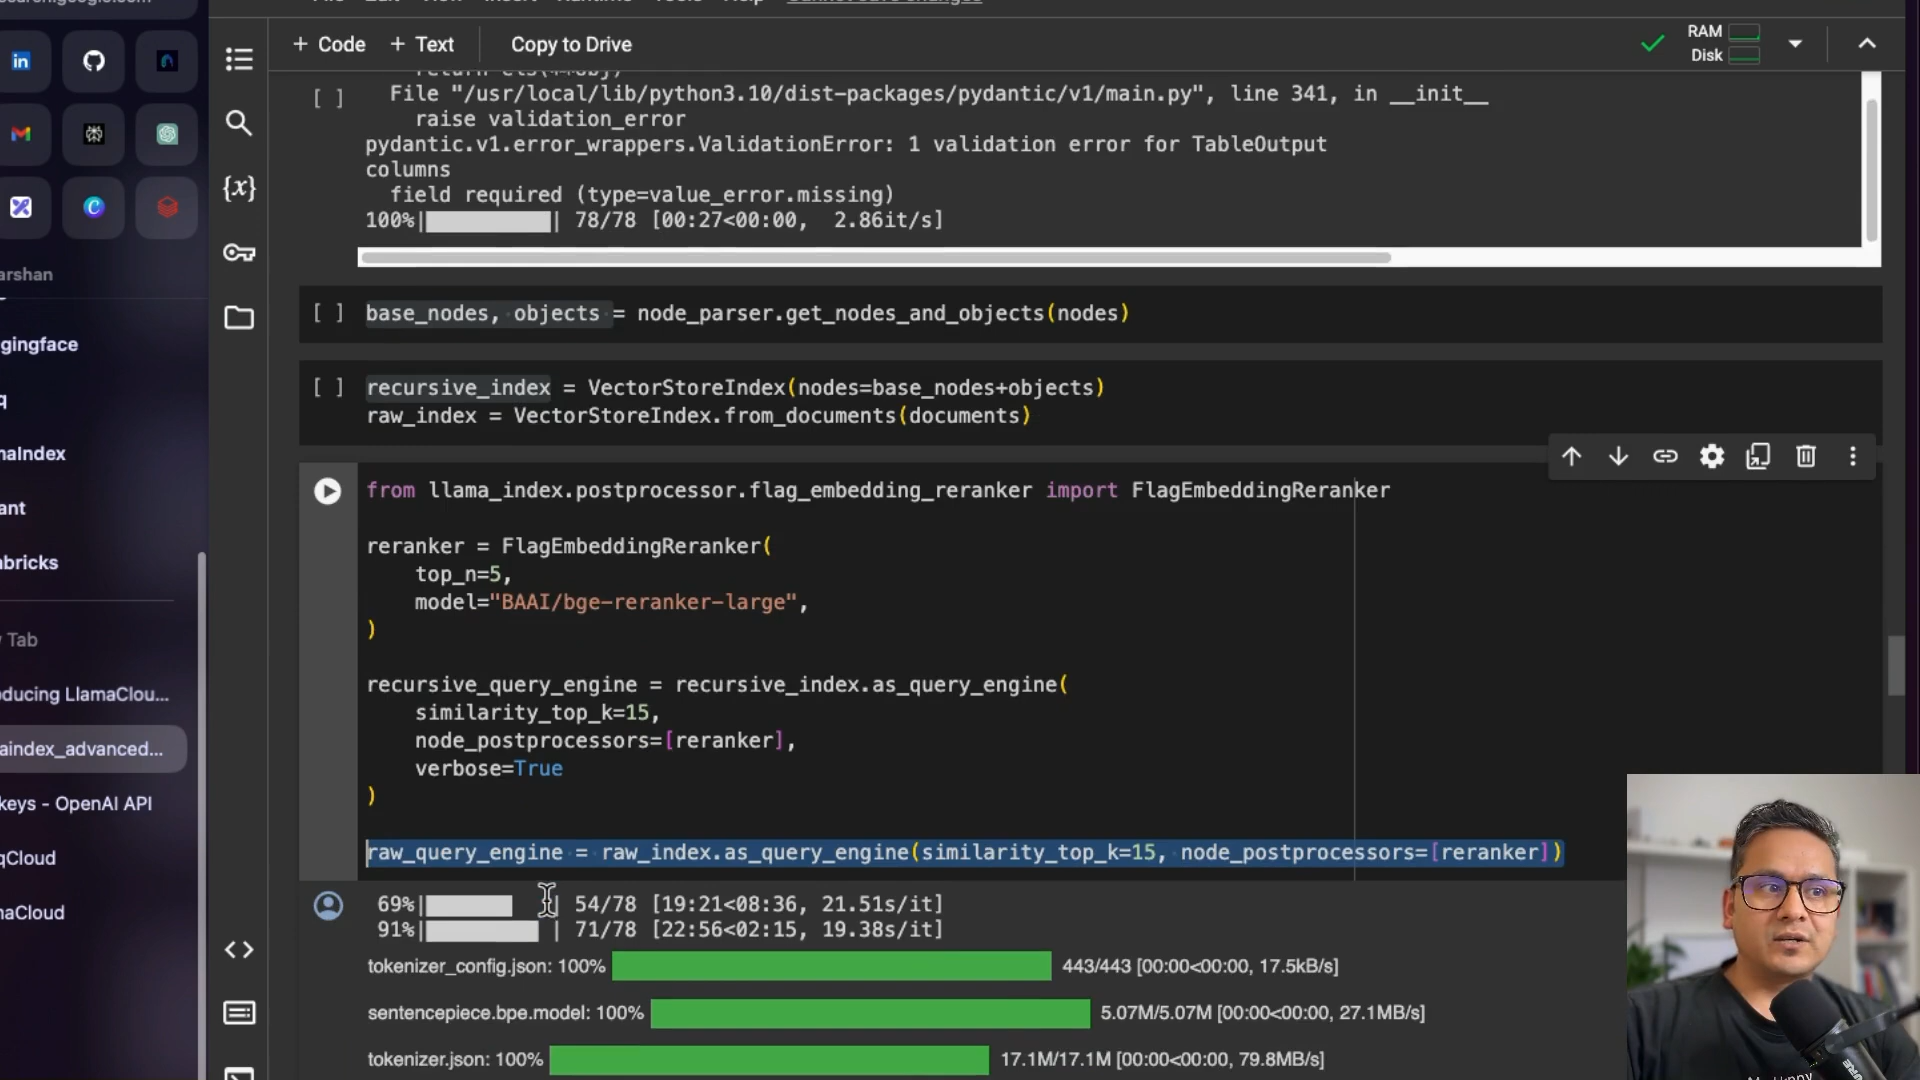 + Code + Text Copy to Drive
RAM
Disk
File "/usr/local/lib/python3.10/dist-packages/pydantic/v1/main.py", line 341, in __init__
raise validation_error
pydantic.v1.error_wrappers.ValidationError: 1 validation error for TableOutput
columns
field required (type=value_error.missing)
100%| | 78/78 [00:27<00:00, 2.86it/s]
[ ] base_nodes, objects = node_parser.get_nodes_and_objects(nodes)
[ ] recursive_index = VectorStoreIndex(nodes=base_nodes+objects)
raw_index = VectorStoreIndex.from_documents(documents)
from llama_index.postprocessor.flag_embedding_reranker import FlagEmbeddingReranker
reranker = FlagEmbeddingReranker(
top_n=5,
model="BAAI/bge-reranker-large",
)
recursive_query_engine = recursive_index.as_query_engine(
similarity_top_k=15,
node_postprocessors=[reranker],
verbose=True
)
raw_query_engine = raw_index.as_query_engine(similarity_top_k=15, node_postprocessors=[reranker])
69%| | 54/78 [19:21<08:36, 21.51s/it]
91%| | 71/78 [22:56<02:15, 19.38s/it]
tokenizer_config.json: 100% 443/443 [00:00<00:00, 17.5kB/s]
sentencepiece.bpe.model: 100% 5.07M/5.07M [00:00<00:00, 27.1MB/s]
tokenizer.json: 100% 17.1M/17.1M [00:00<00:00, 79.8MB/s]
arshan
gingface
q
naIndex
ant
bricks
Tab
ducing LlamaClou...
aindex_advanced...
keys - OpenAI API
qCloud
naCloud